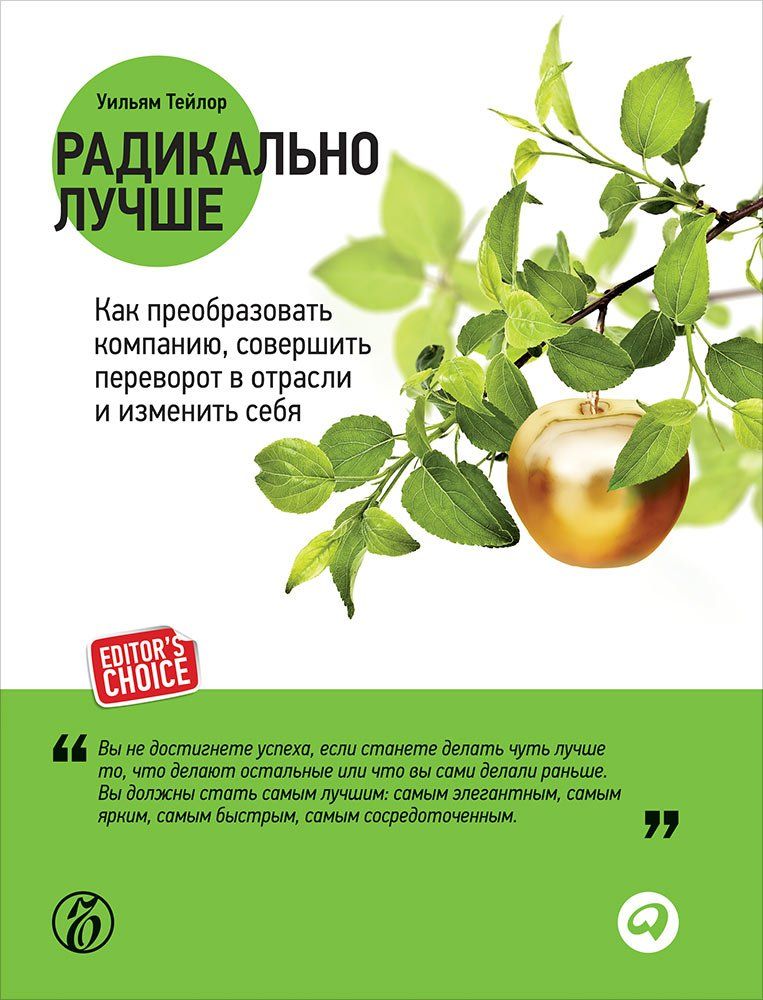 Уильям Тейлор
РАДИКАЛЬНО
ЛУЧШЕ
Как преобразовать
компанию, совершить
переворот в отрасли
и изменить себя
EDITOR'S
CHOICE
“ Вы не достигнете успеха, если станете делать чуть лучше
то, что делают остальные или что вы сами делали раньше.
Вы должны стать самым лучшим: самым элегантным, самым
ярким, самым быстрым, самым сосредоточенным. ”
Ъ